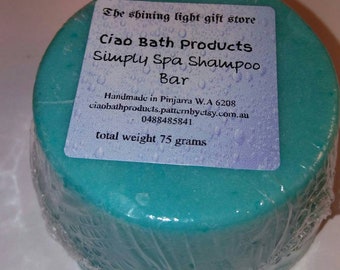 The shining light gift store
Ciao Bath Products
Simply Spa Shampoo
Bar
Handmade in Pinjarra W.A 6208
ciaobathproducts.patternbyetsy.com.au
0488485841
total weight 75 grams